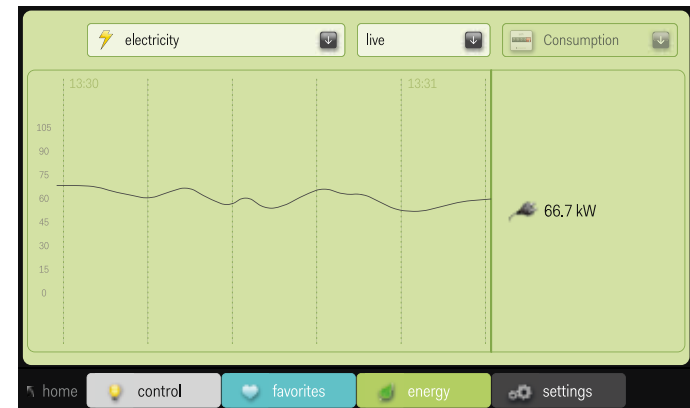 electricity
live
Consumption
13:30
13:31
105
90
75
60
45
30
15
0
66.7 kW
home
control
favorites
energy
settings